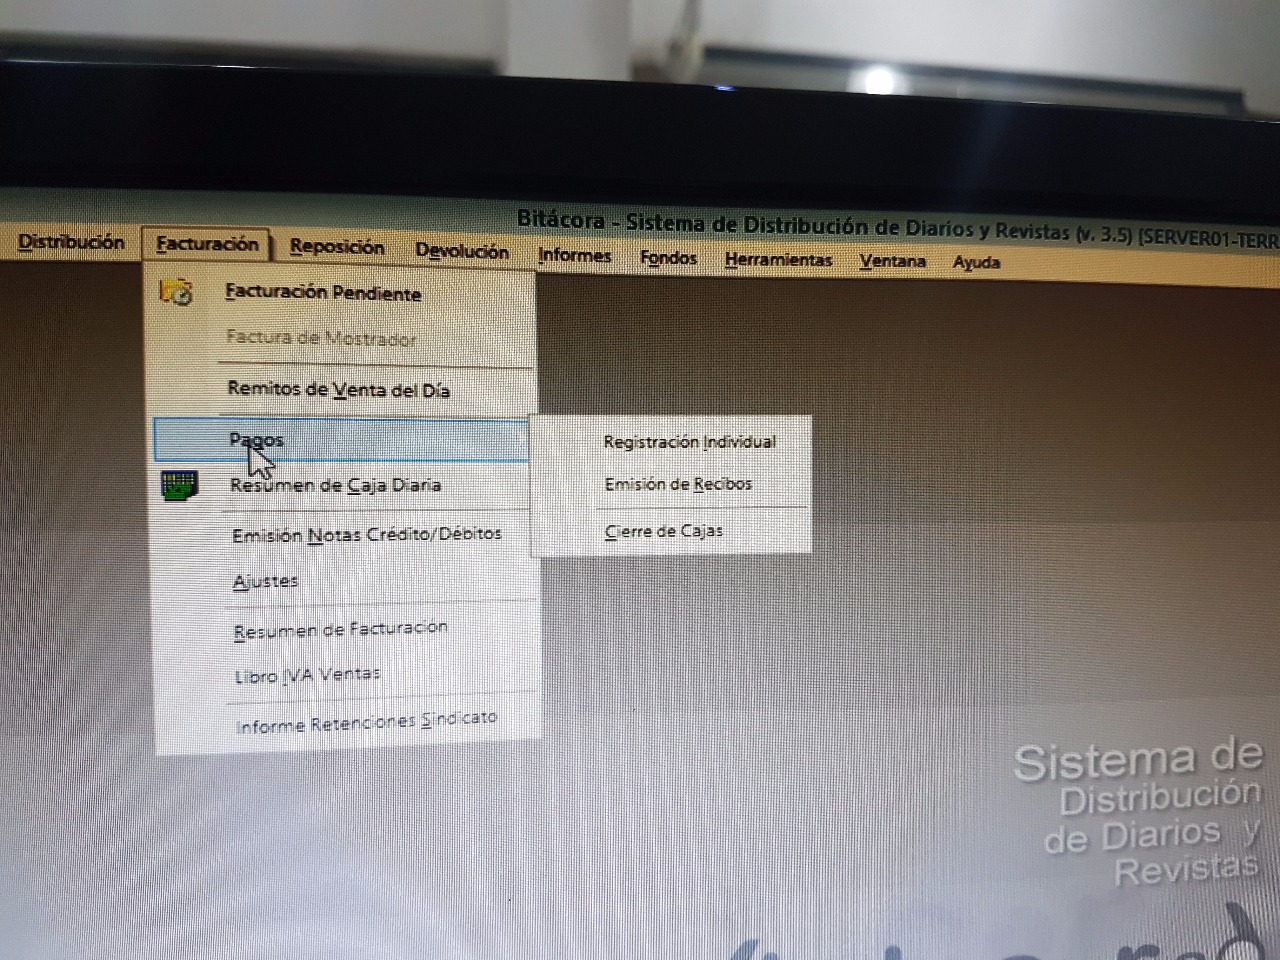 Bitácora - Sistema de Distribución de Diarios y Revistas (v. 3.5) [SERVER01-TERR
Distribución Facturación Reposición Devolución Informes Fondos Herramientas Ventana Ayuda
Facturación Pendiente
Factura de Mostrador
Remitos de Venta del Día
Pagos
Resumen de Caja Diaria
Emisión Notas Crédito/Débitos
Ajustes
Resumen de Facturación
Libro IVA Ventas
Informe Retenciones Sindicato
Registración Individual
Emisión de Recibos
Cierre de Cajas
Sistema de
Distribución
de Diarios y
Revistas